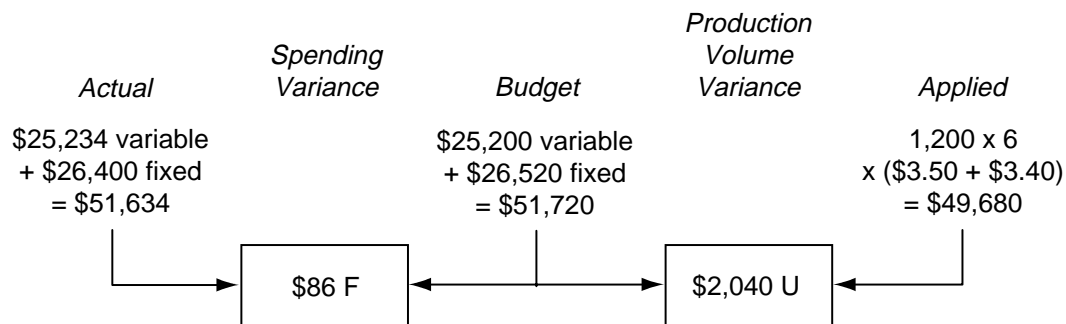 Actual
Spending
Variance
Budget
Production
Volume
Variance
Applied
$25,234 variable
+ $26,400 fixed
= $51,634
$25,200 variable
+ $26,520 fixed
= $51,720
1,200 x 6
x ($3.50 + $3.40)
= $49,680
$86 F
$2,040 U